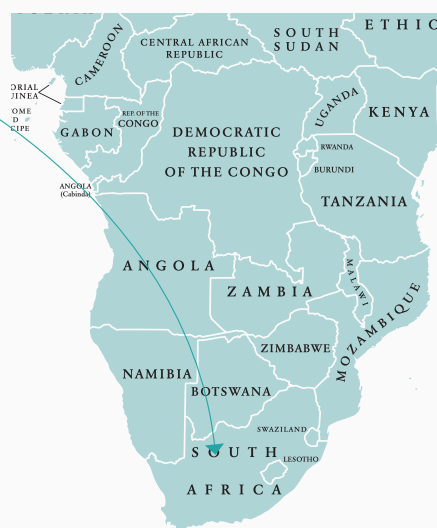 CAMEROON
CENTRAL AFRICAN
REPUBLIC
SOUTH
SUDAN
ETHIC
ORIAL
UINEA
OME
D
CIPE
GABON
REP. OF THE
CONGO
DEMOCRATIC
REPUBLIC
OF THE CONGO
UGANDA
KENYA
RWANDA
BURUNDI
TANZANIA
ANGOLA
(Cabinda)
ANGOLA
ZAMBIA
MALAWI
MOZAMBIQUE
ZIMBABWE
NAMIBIA
BOTSWANA
SWAZILAND
SOUTH
AFRICA
LESOTHO